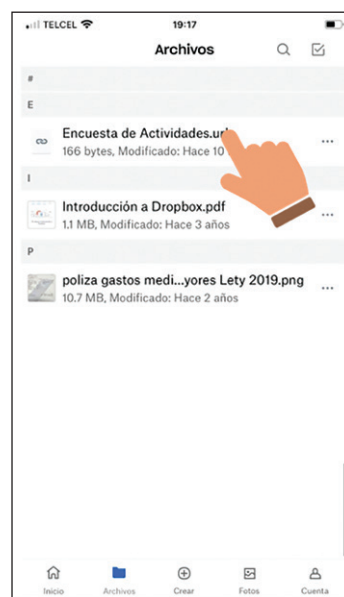 TELCEL 19:17
Archivos
#
E
Encuesta de Actividades.url
166 bytes, Modificado: Hace 10
I
Introducción a Dropbox.pdf
1.1 MB, Modificado: Hace 3 años
P
poliza gastos medi...yores Lety 2019.png
10.7 MB, Modificado: Hace 2 años
Inicio Archivos Crear Fotos Cuenta